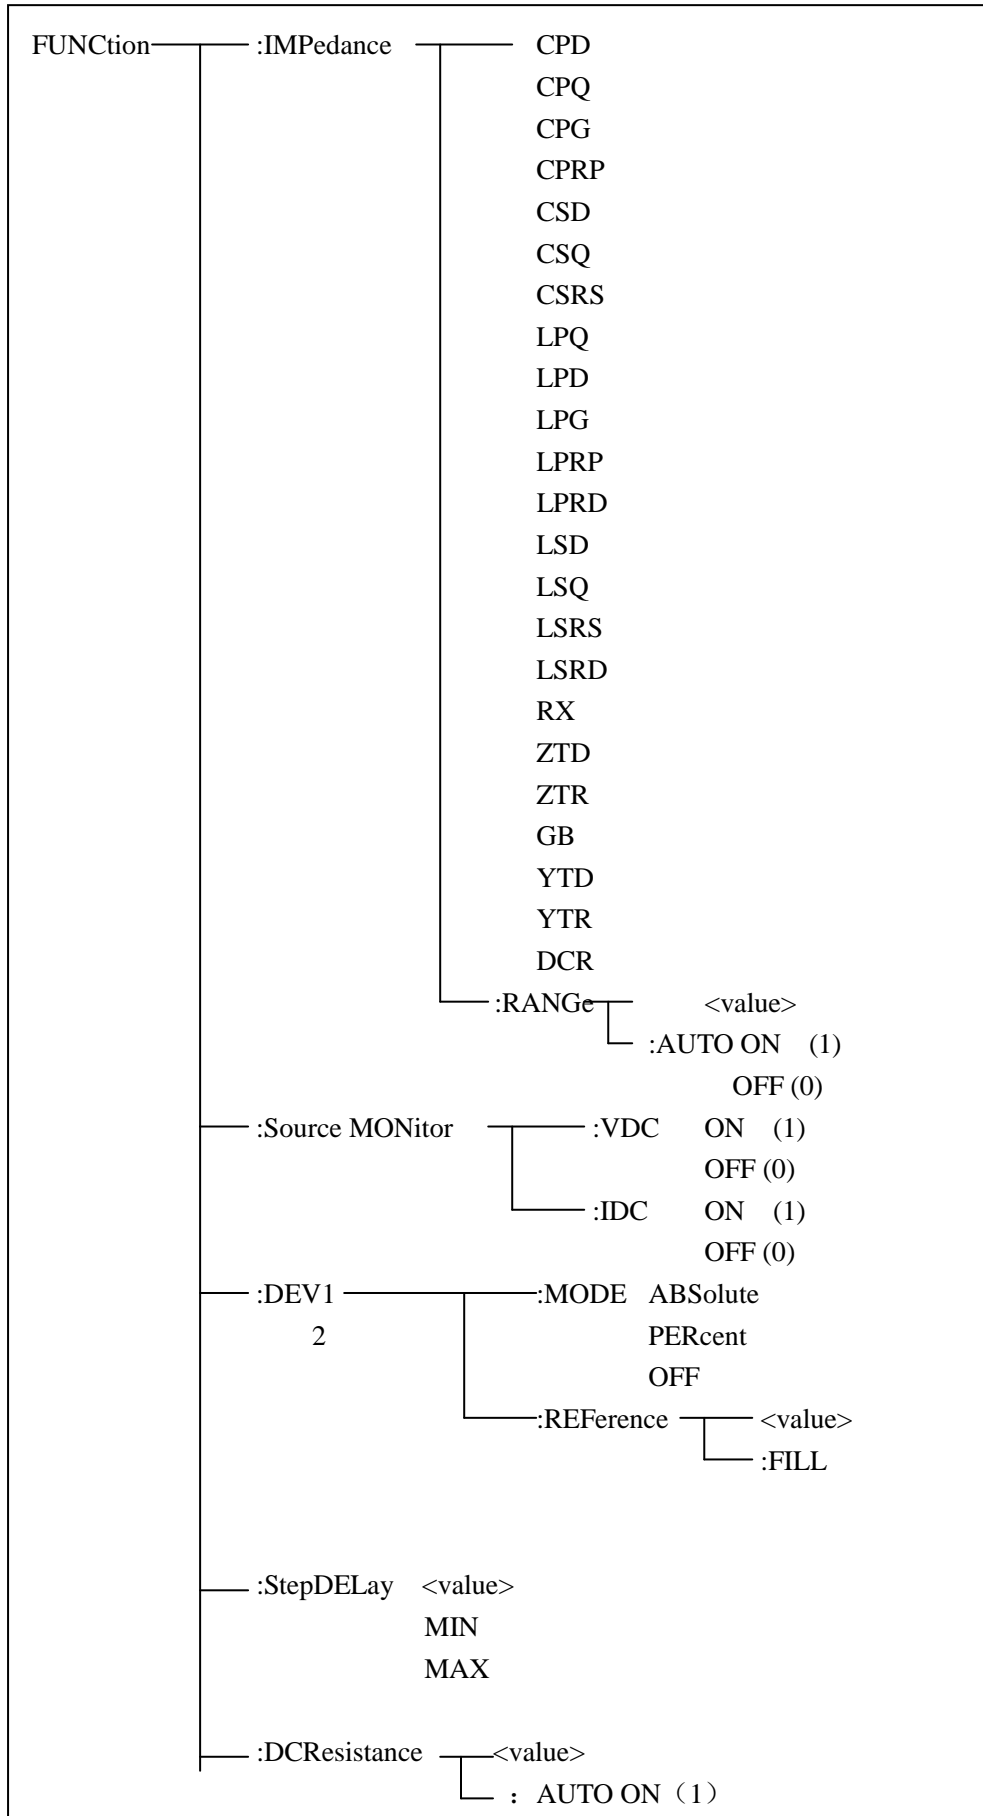 FUNCtion :IMPedance CPD
CPQ
CPG
CPRP
CSD
CSQ
CSRS
LPQ
LPD
LPG
LPRP
LPRD
LSD
LSQ
LSRS
LSRD
RX
ZTD
ZTR
GB
YTD
YTR
DCR
:RANGe <value>
:AUTO ON (1)
OFF (0)
:Source MONitor :VDC ON (1)
OFF (0)
:IDC ON (1)
OFF (0)
:DEV1 :MODE ABSolute
2 PERcent
OFF
:REFerence <value>
:FILL
:StepDELay <value>
MIN
MAX
:DCResistance <value>
：AUTO ON（1）